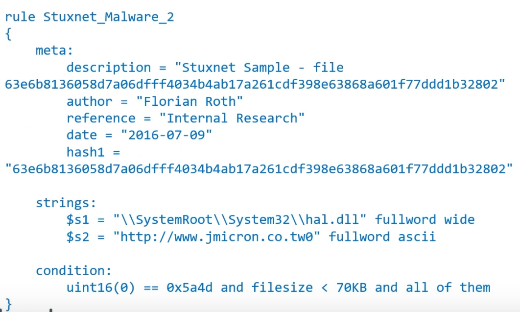 rule Stuxnet_Malware_2
{
meta:
description = "Stuxnet Sample - file
63e6b8136058d7a06dfff4034b4ab17a261cdf398e63868a601f77ddd1b32802"
author = "Florian Roth"
reference = "Internal Research"
date = "2016-07-09"
hash1 =
"63e6b8136058d7a06dfff4034b4ab17a261cdf398e63868a601f77ddd1b32802"
strings:
$s1 = "\\SystemRoot\\System32\\hal.dll" fullword wide
$s2 = "http://www.jmicron.co.tw0" fullword ascii
condition:
uint16(0) == 0x5a4d and filesize < 70KB and all of them
}